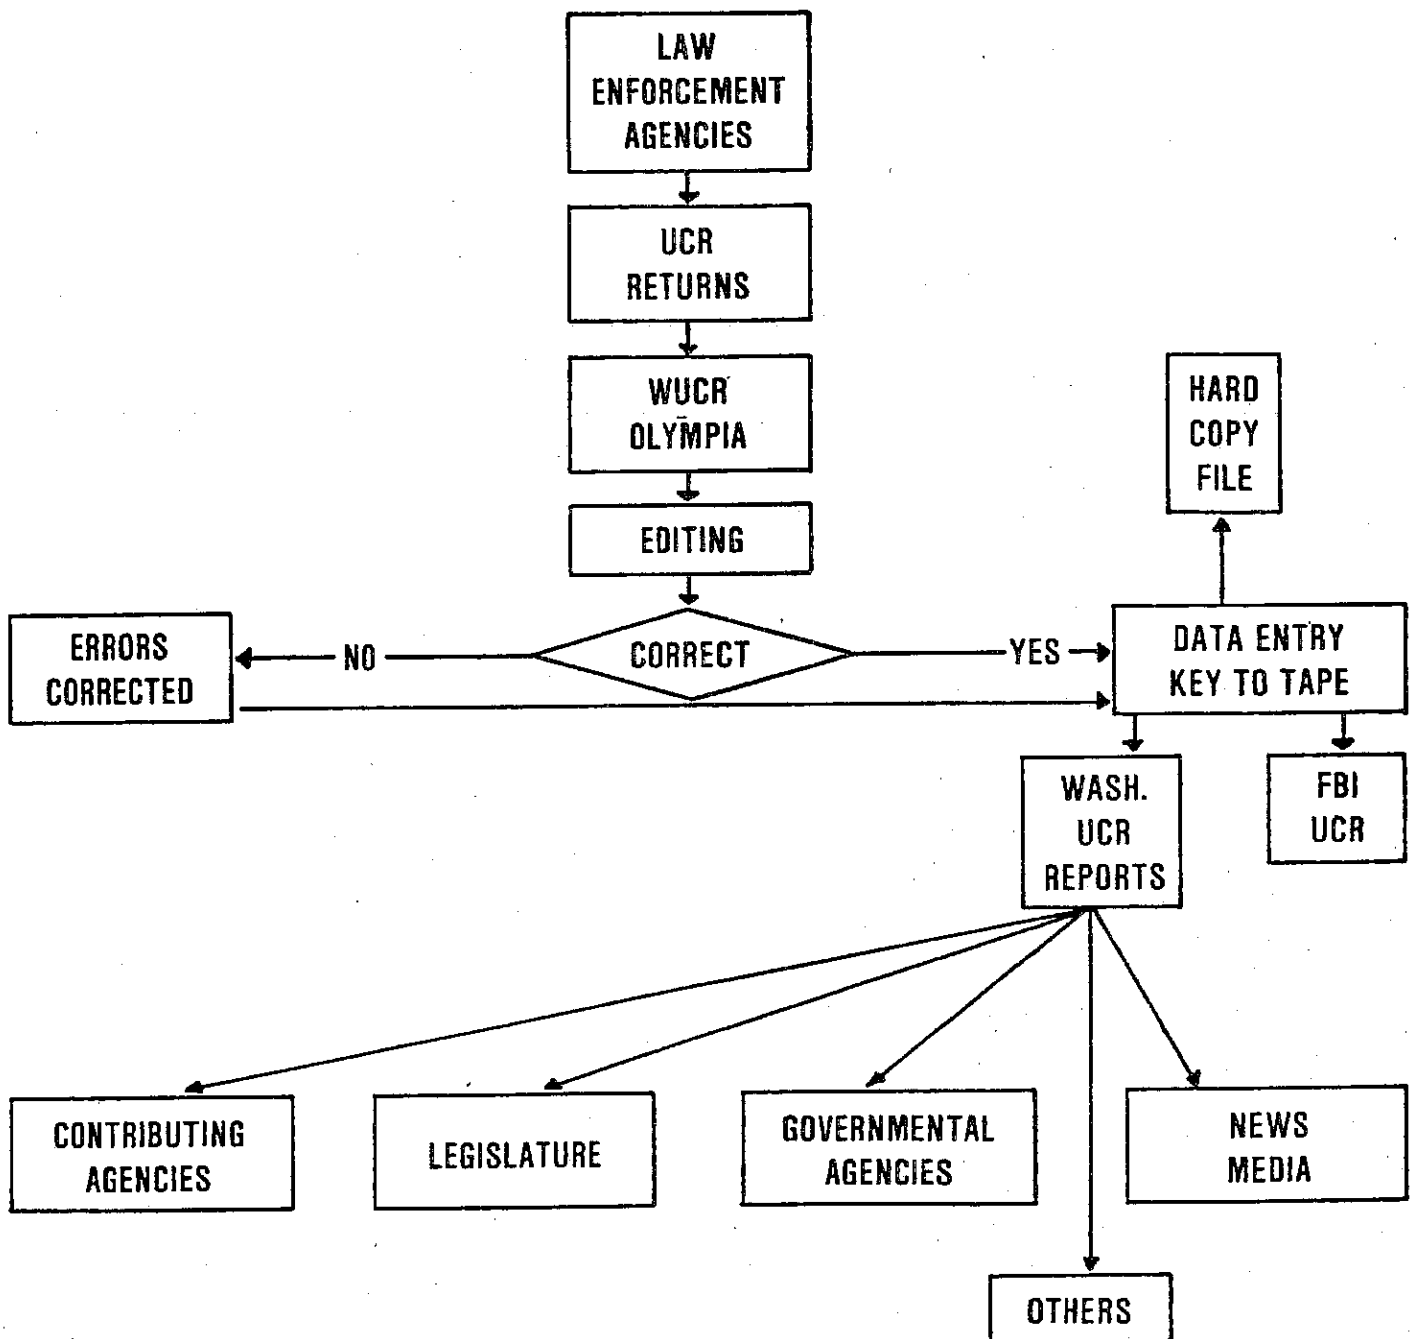 LAW
ENFORCEMENT
AGENCIES
UCR
RETURNS
WUCR
OLYMPIA
HARD
COPY
FILE
EDITING
ERRORS
CORRECTED
NO
CORRECT
YES
DATA ENTRY
KEY TO TAPE
WASH.
UCR
REPORTS
FBI
UCR
CONTRIBUTING
AGENCIES
LEGISLATURE
GOVERNMENTAL
AGENCIES
NEWS
MEDIA
OTHERS